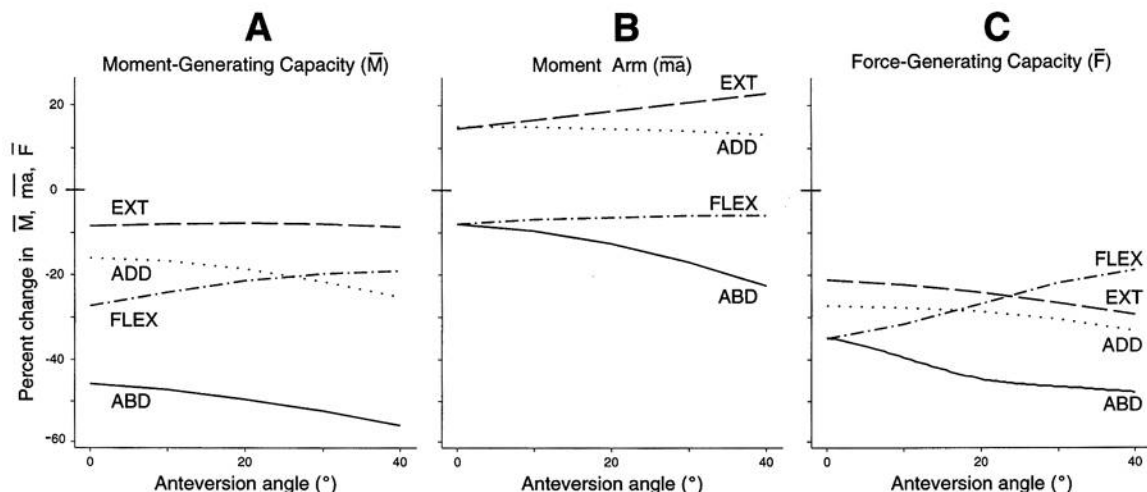 A
B
C
Moment-Generating Capacity (M̅)
Moment Arm (m̅a̅)
Force-Generating Capacity (F̅)
Percent change in M̅, m̅a̅, F̅
20
0
-20
-40
-60
EXT
ADD
FLEX
ABD
0
20
40
Anteversion angle (°)
EXT
ADD
FLEX
ABD
0
20
40
Anteversion angle (°)
FLEX
EXT
ADD
ABD
0
20
40
Anteversion angle (°)